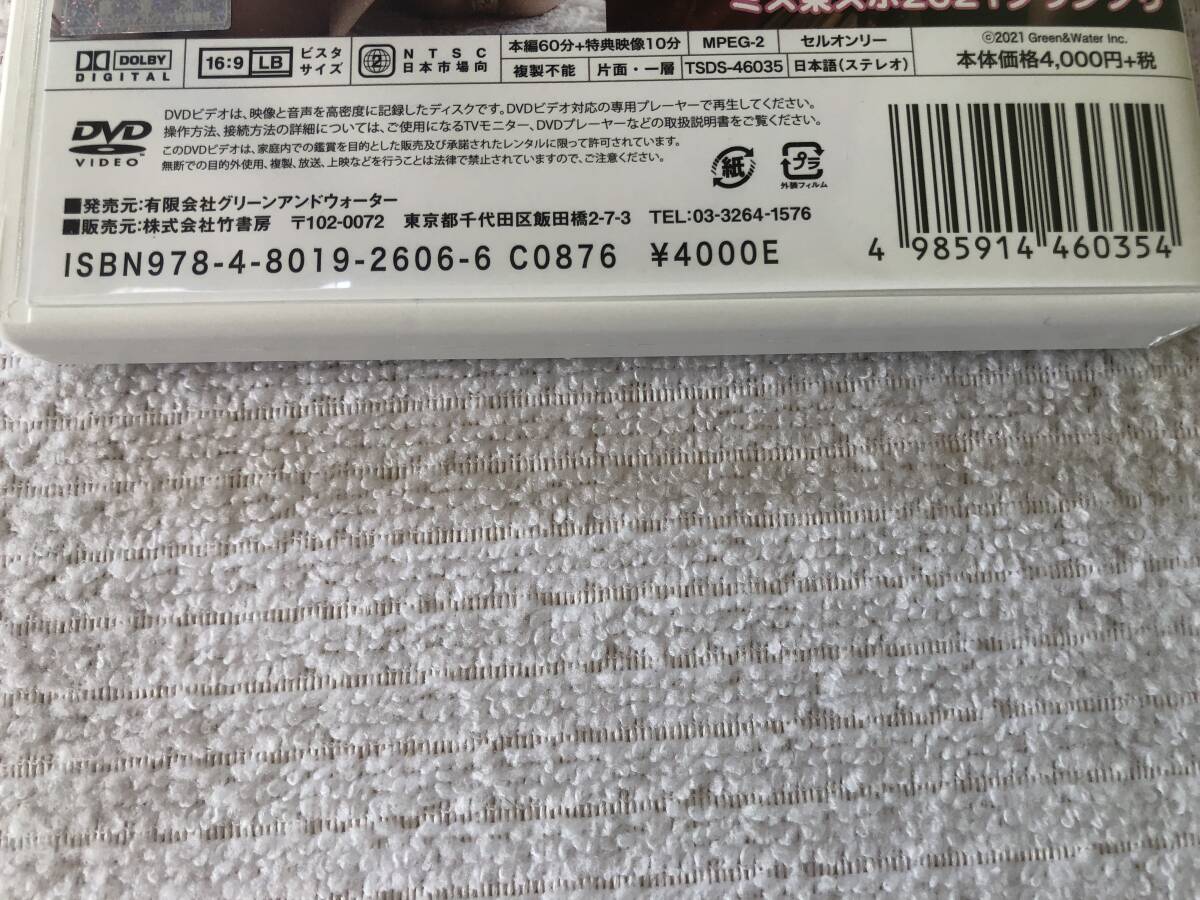 ミス東スポ2021グランプリ
DOLBY
DIGITAL
16:9 LB
ビスタ
サイズ
2
NTSC
日本市場向
本編60分+特典映像10分
MPEG-2
セルオンリー
複製不能
片面・一層
TSDS-46035
日本語(ステレオ)
©2021 Green&Water Inc.
本体価格4,000円+税
DVD
VIDEO
DVDビデオは、映像と音声を高密度に記録したディスクです。DVDビデオ対応の専用プレーヤーで再生してください。
操作方法、接続方法の詳細については、ご使用になるTVモニター、DVDプレーヤーなどの取扱説明書をご覧ください。
このDVDビデオは、家庭内での鑑賞を目的とした販売及び承諾されたレンタルに限って許可されています。
無断での目的外使用、複製、放送、上映などを行うことは法律で禁止されていますので、ご注意ください。
紙
プラ
外装フィルム
■発売元:有限会社グリーンアンドウォーター
■販売元:株式会社竹書房 〒102-0072 東京都千代田区飯田橋2-7-3 TEL:03-3264-1576
ISBN978-4-8019-2606-6 C0876 ¥4000E
4 985914 460354